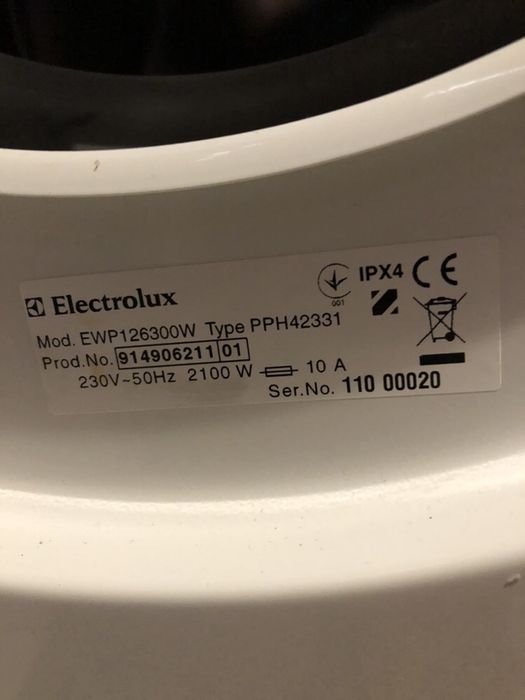 Electrolux
IPX4 CE
001
Mod. EWP126300W Type PPH42331
Prod.No. 914906211 01
230V~50Hz 2100 W 10 A
Ser.No. 110 00020